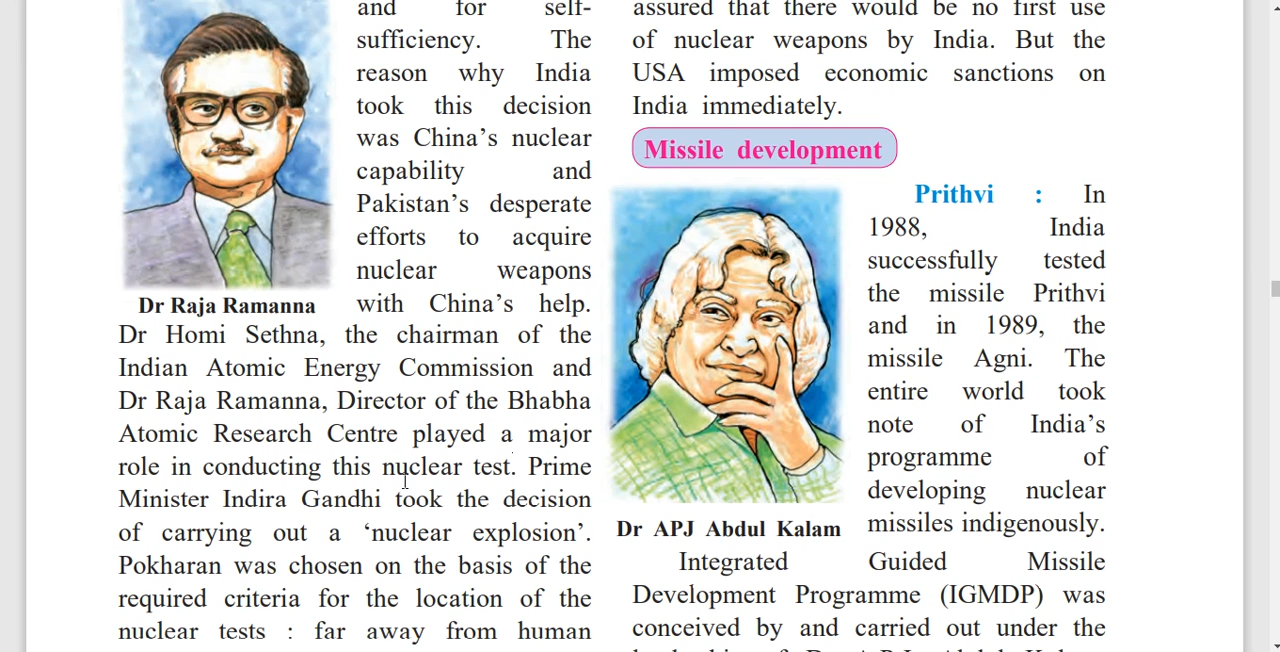 and for self-
sufficiency. The
reason why India
took this decision
was China's nuclear
capability and
Pakistan's desperate
efforts to acquire
nuclear weapons
with China's help.
Dr Raja Ramanna
Dr Homi Sethna, the chairman of the
Indian Atomic Energy Commission and
Dr Raja Ramanna, Director of the Bhabha
Atomic Research Centre played a major
role in conducting this nuclear test. Prime
Minister Indira Gandhi took the decision
of carrying out a ‘nuclear explosion’.
Pokharan was chosen on the basis of the
required criteria for the location of the
nuclear tests : far away from human
assured that there would be no first use
of nuclear weapons by India. But the
USA imposed economic sanctions on
India immediately.
Missile development
Prithvi : In
1988, India
successfully tested
the missile Prithvi
and in 1989, the
missile Agni. The
entire world took
note of India’s
programme of
developing nuclear
missiles indigenously.
Dr APJ Abdul Kalam
Integrated Guided Missile
Development Programme (IGMDP) was
conceived by and carried out under the